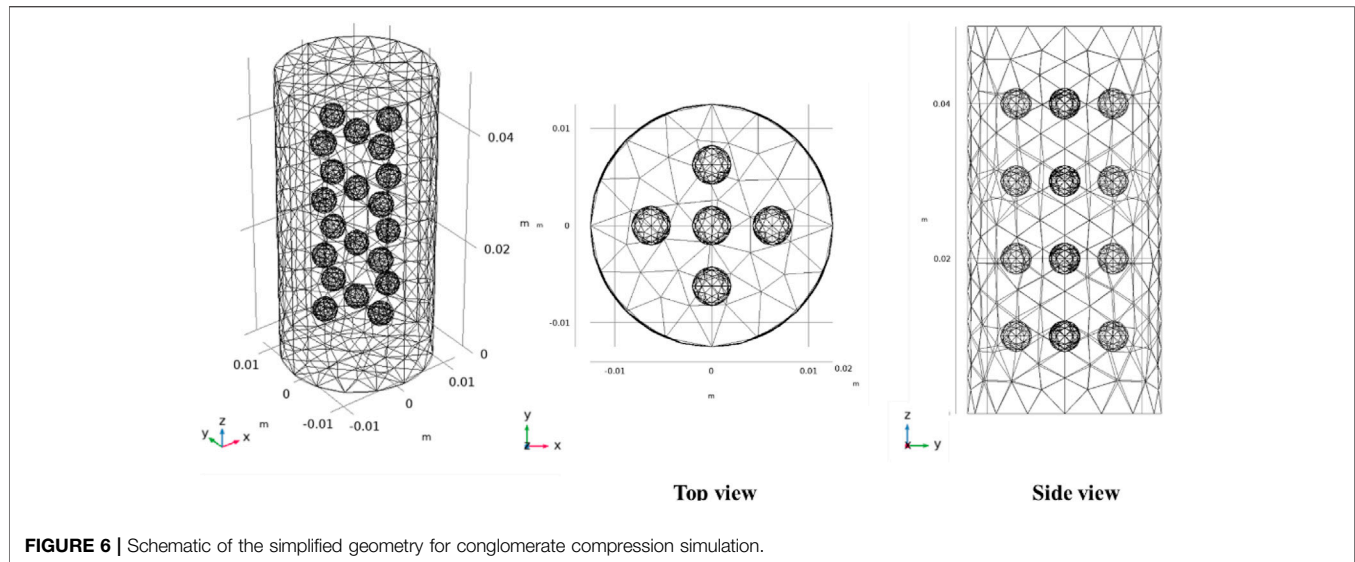 0.04
0.02
0
m
0.01
0
-0.01
m
-0.01
0
0.01
m
z
y
x
0.01
0
-0.01
m
-0.01
0
0.01
0.02
m
m
y
z
x
Top view
0.04
m
0.02
0
z
x
y
Side view
FIGURE 6 | Schematic of the simplified geometry for conglomerate compression simulation.